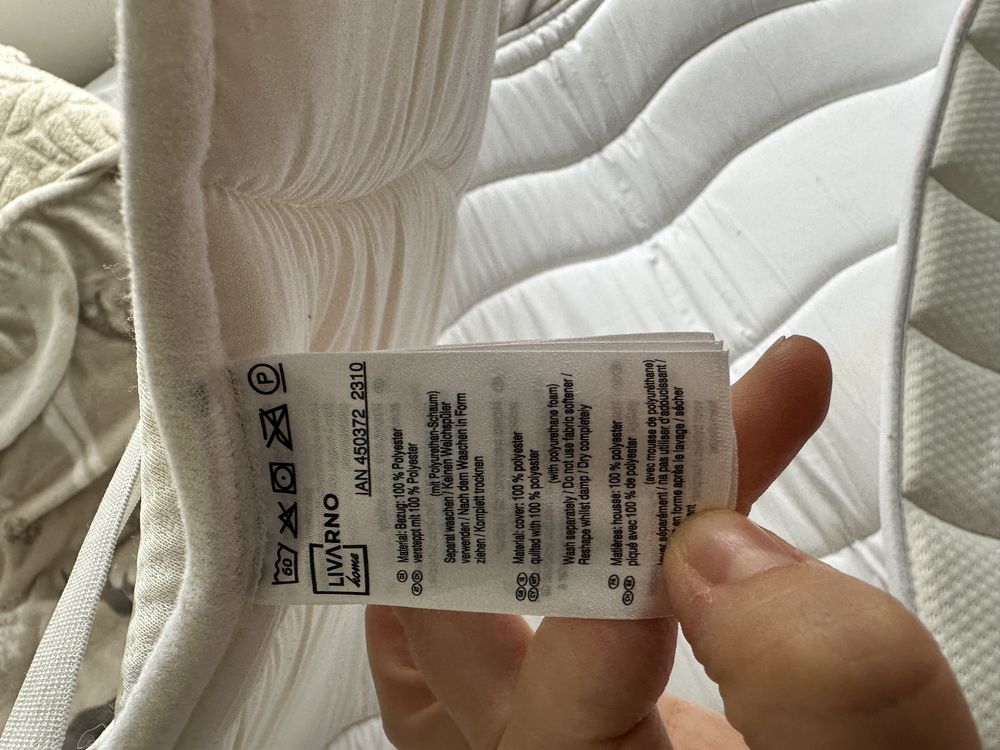 60
P
LIVARNO
home
IAN 450372 2310
DE Material: Bezug: 100 % Polyester
versteppt mit 100 % Polyester
(mit Polyurethan-Schaum)
Separat waschen / Keinen Weichspüler
verwenden / Nach dem Waschen in Form
ziehen / Komplett trocknen
Material: cover: 100 % polyester
quilted with 100 % polyester
(with polyurethane foam)
Wash separately / Do not use fabric softener /
Reshape whilst damp / Dry completely
Matières: housse: 100 % polyester
piqué avec 100 % de polyester
(avec mousse de polyuréthane)
séparément / ne pas utiliser d'adoucissant /
en forme après le lavage / sécher